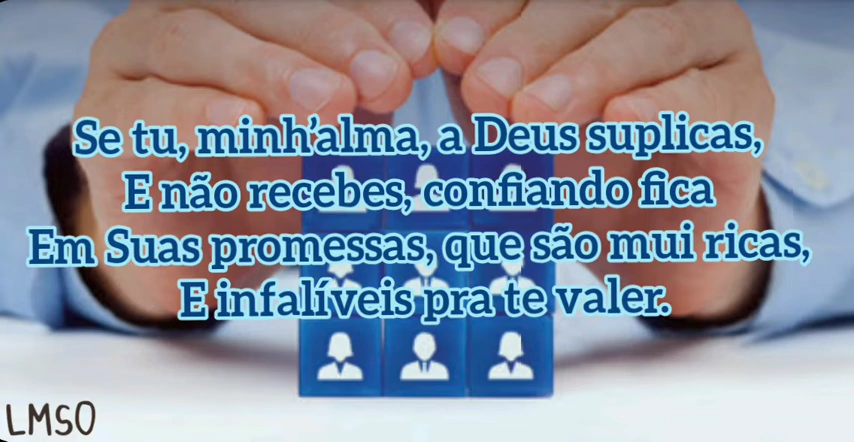 Se tu, minh’alma, a Deus suplicas,
E não recebes, confiando fica
Em Suas promessas, que são mui ricas,
E infalíveis pra te valer.
LMSO